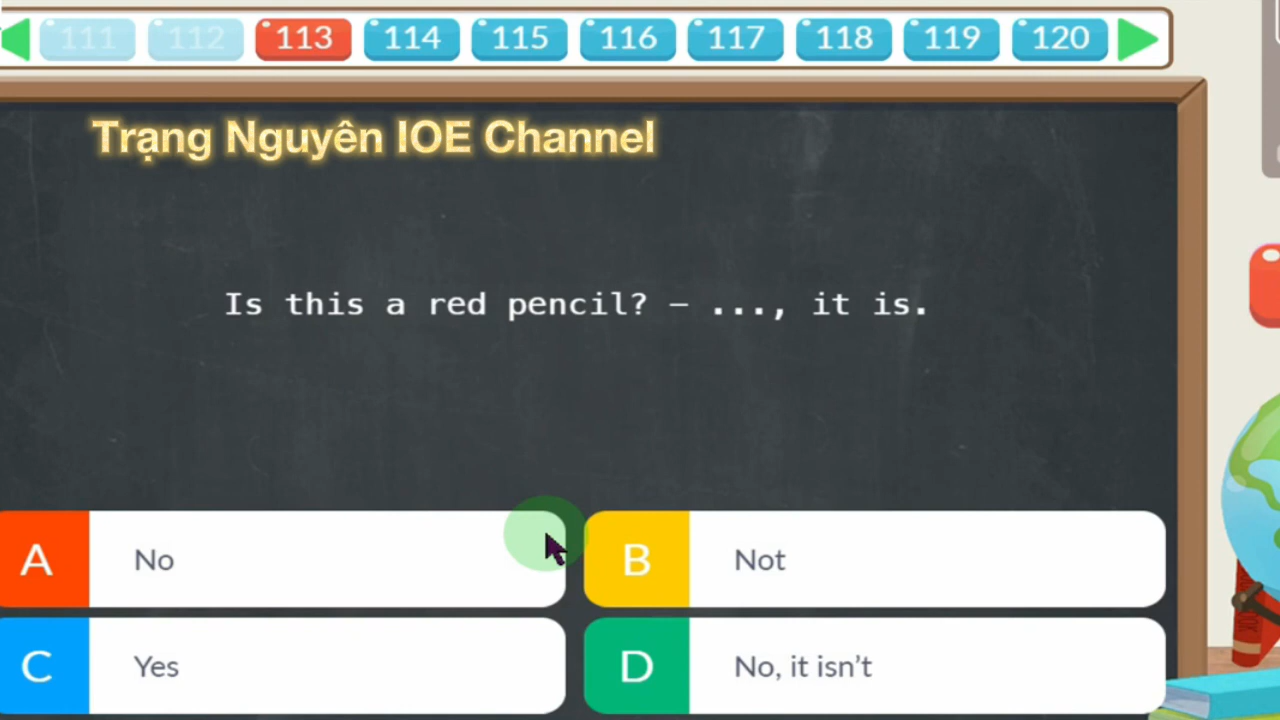 111 112 113 114 115 116 117 118 119 120
Trạng Nguyên IOE Channel
Is this a red pencil? – ..., it is.
A No
B Not
C Yes
D No, it isn’t